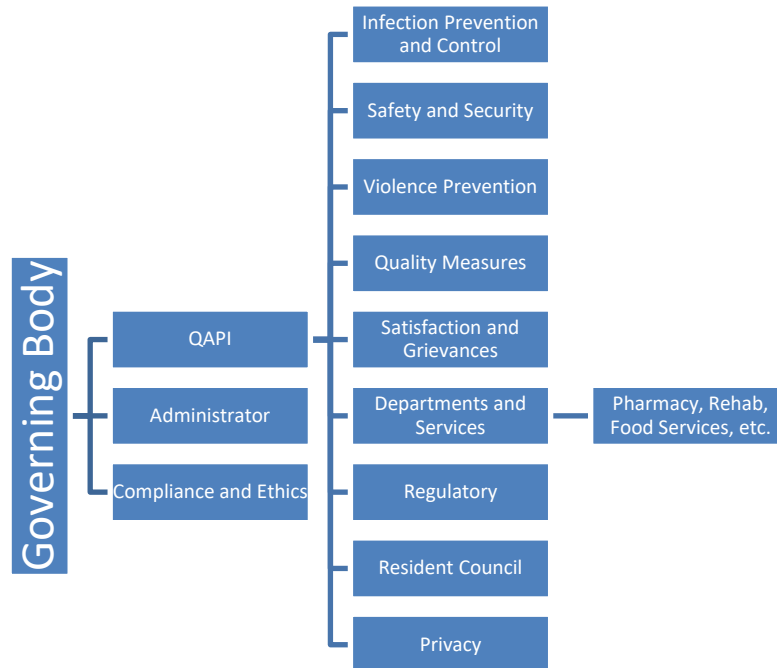 Governing Body
QAPI
Administrator
Compliance and Ethics
Infection Prevention
and Control
Safety and Security
Violence Prevention
Quality Measures
Satisfaction and
Grievances
Departments and
Services
Regulatory
Resident Council
Privacy
Pharmacy, Rehab,
Food Services, etc.